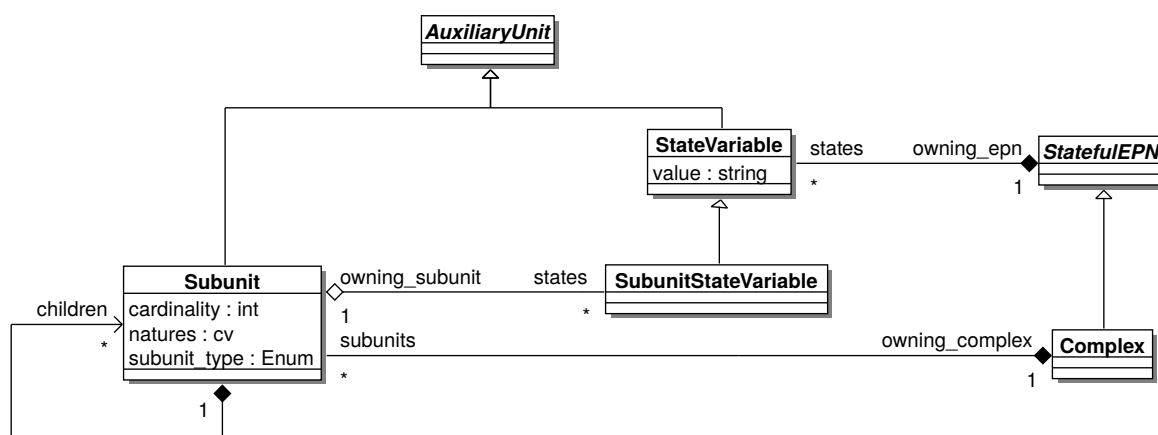 AuxiliaryUnit
StateVariable
value : string
states
*
owning_epn
1
StatefulEPN
Subunit
cardinality : int
natures : cv
subunit_type : Enum
children
*
1
owning_subunit
1
states
*
SubunitStateVariable
subunits
*
owning_complex
1
Complex